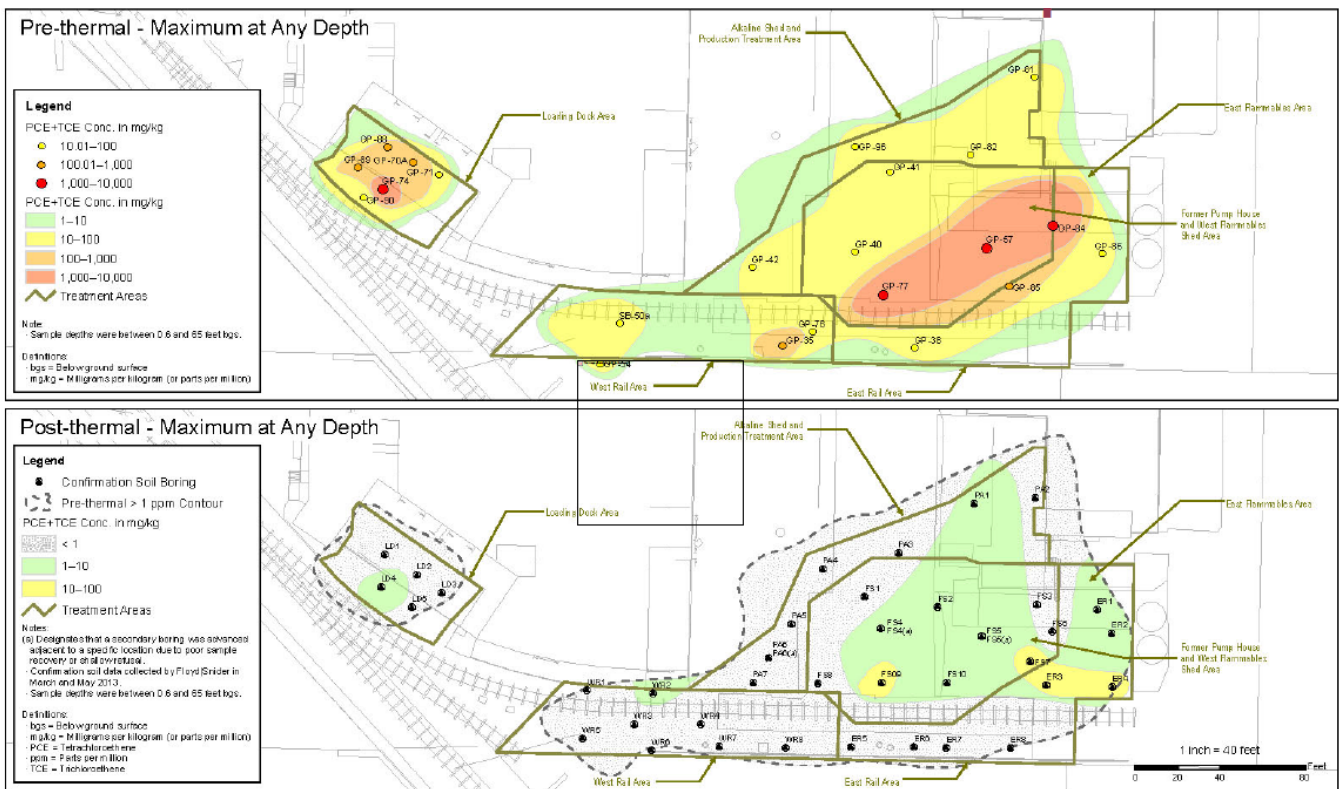 Pre-thermal - Maximum at Any Depth
Legend
PCE+TCE Conc. in mg/kg
10.01–100
100.01–1,000
1,000–10,000
PCE+TCE Conc. in mg/kg
1–10
10–100
100–1,000
1,000–10,000
Treatment Areas
Note:
· Sample depths were between 0.6 and 65 feet bgs.
Definitions:
· bgs = Below ground surface
· mg/kg = Milligrams per kilogram (or parts per million)
Loading Dock Area
Alkaline Shed and
Production Treatment Area
East Flammables Area
Former Pump House
and West Flammables
Shed Area
West Rail Area
East Rail Area
GP-88
GP-89
GP-70A
GP-71
GP-74
GP-90
GP-81
GP-82
GP-41
GP-40
GP-42
GP-57
GP-77
GP-86
GP-85
GP-76
GP-35
GP-38
SB-50a
GP-54
Post-thermal - Maximum at Any Depth
Legend
Confirmation Soil Boring
Pre-thermal > 1 ppm Contour
PCE+TCE Conc. in mg/kg
< 1
1–10
10–100
Treatment Areas
Notes:
(a) Designates that a secondary boring was advanced
adjacent to a specific location due to poor sample
recovery or shallow refusal.
· Confirmation soil data collected by Floyd|Snider in
March and May 2013.
· Sample depths were between 0.6 and 65 feet bgs.
Definitions:
· bgs = Below ground surface
· mg/kg = Milligrams per kilogram (or parts per million)
· PCE = Tetrachloroethene
· ppm = Parts per million
· TCE = Trichloroethene
Loading Dock Area
Alkaline Shed and
Production Treatment Area
East Flammables Area
Former Pump House
and West Flammables
Shed Area
West Rail Area
East Rail Area
LD1
LD2
LD3
LD4
LD5
PA1
PA2
PA3
PA4
PA5
PA6
PA6(a)
PA7
FS1
FS2
FS3
FS4
FS4(a)
FS5
FS5(a)
FS6
FS7
FS8
FS09
FS10
ER1
ER2
ER3
ER4
ER5
ER6
ER7
ER8
WR1
WR2
WR3
WR4
WR5
WR6
WR7
WR8
1 inch = 40 feet
Feet
0 20 40 60 80